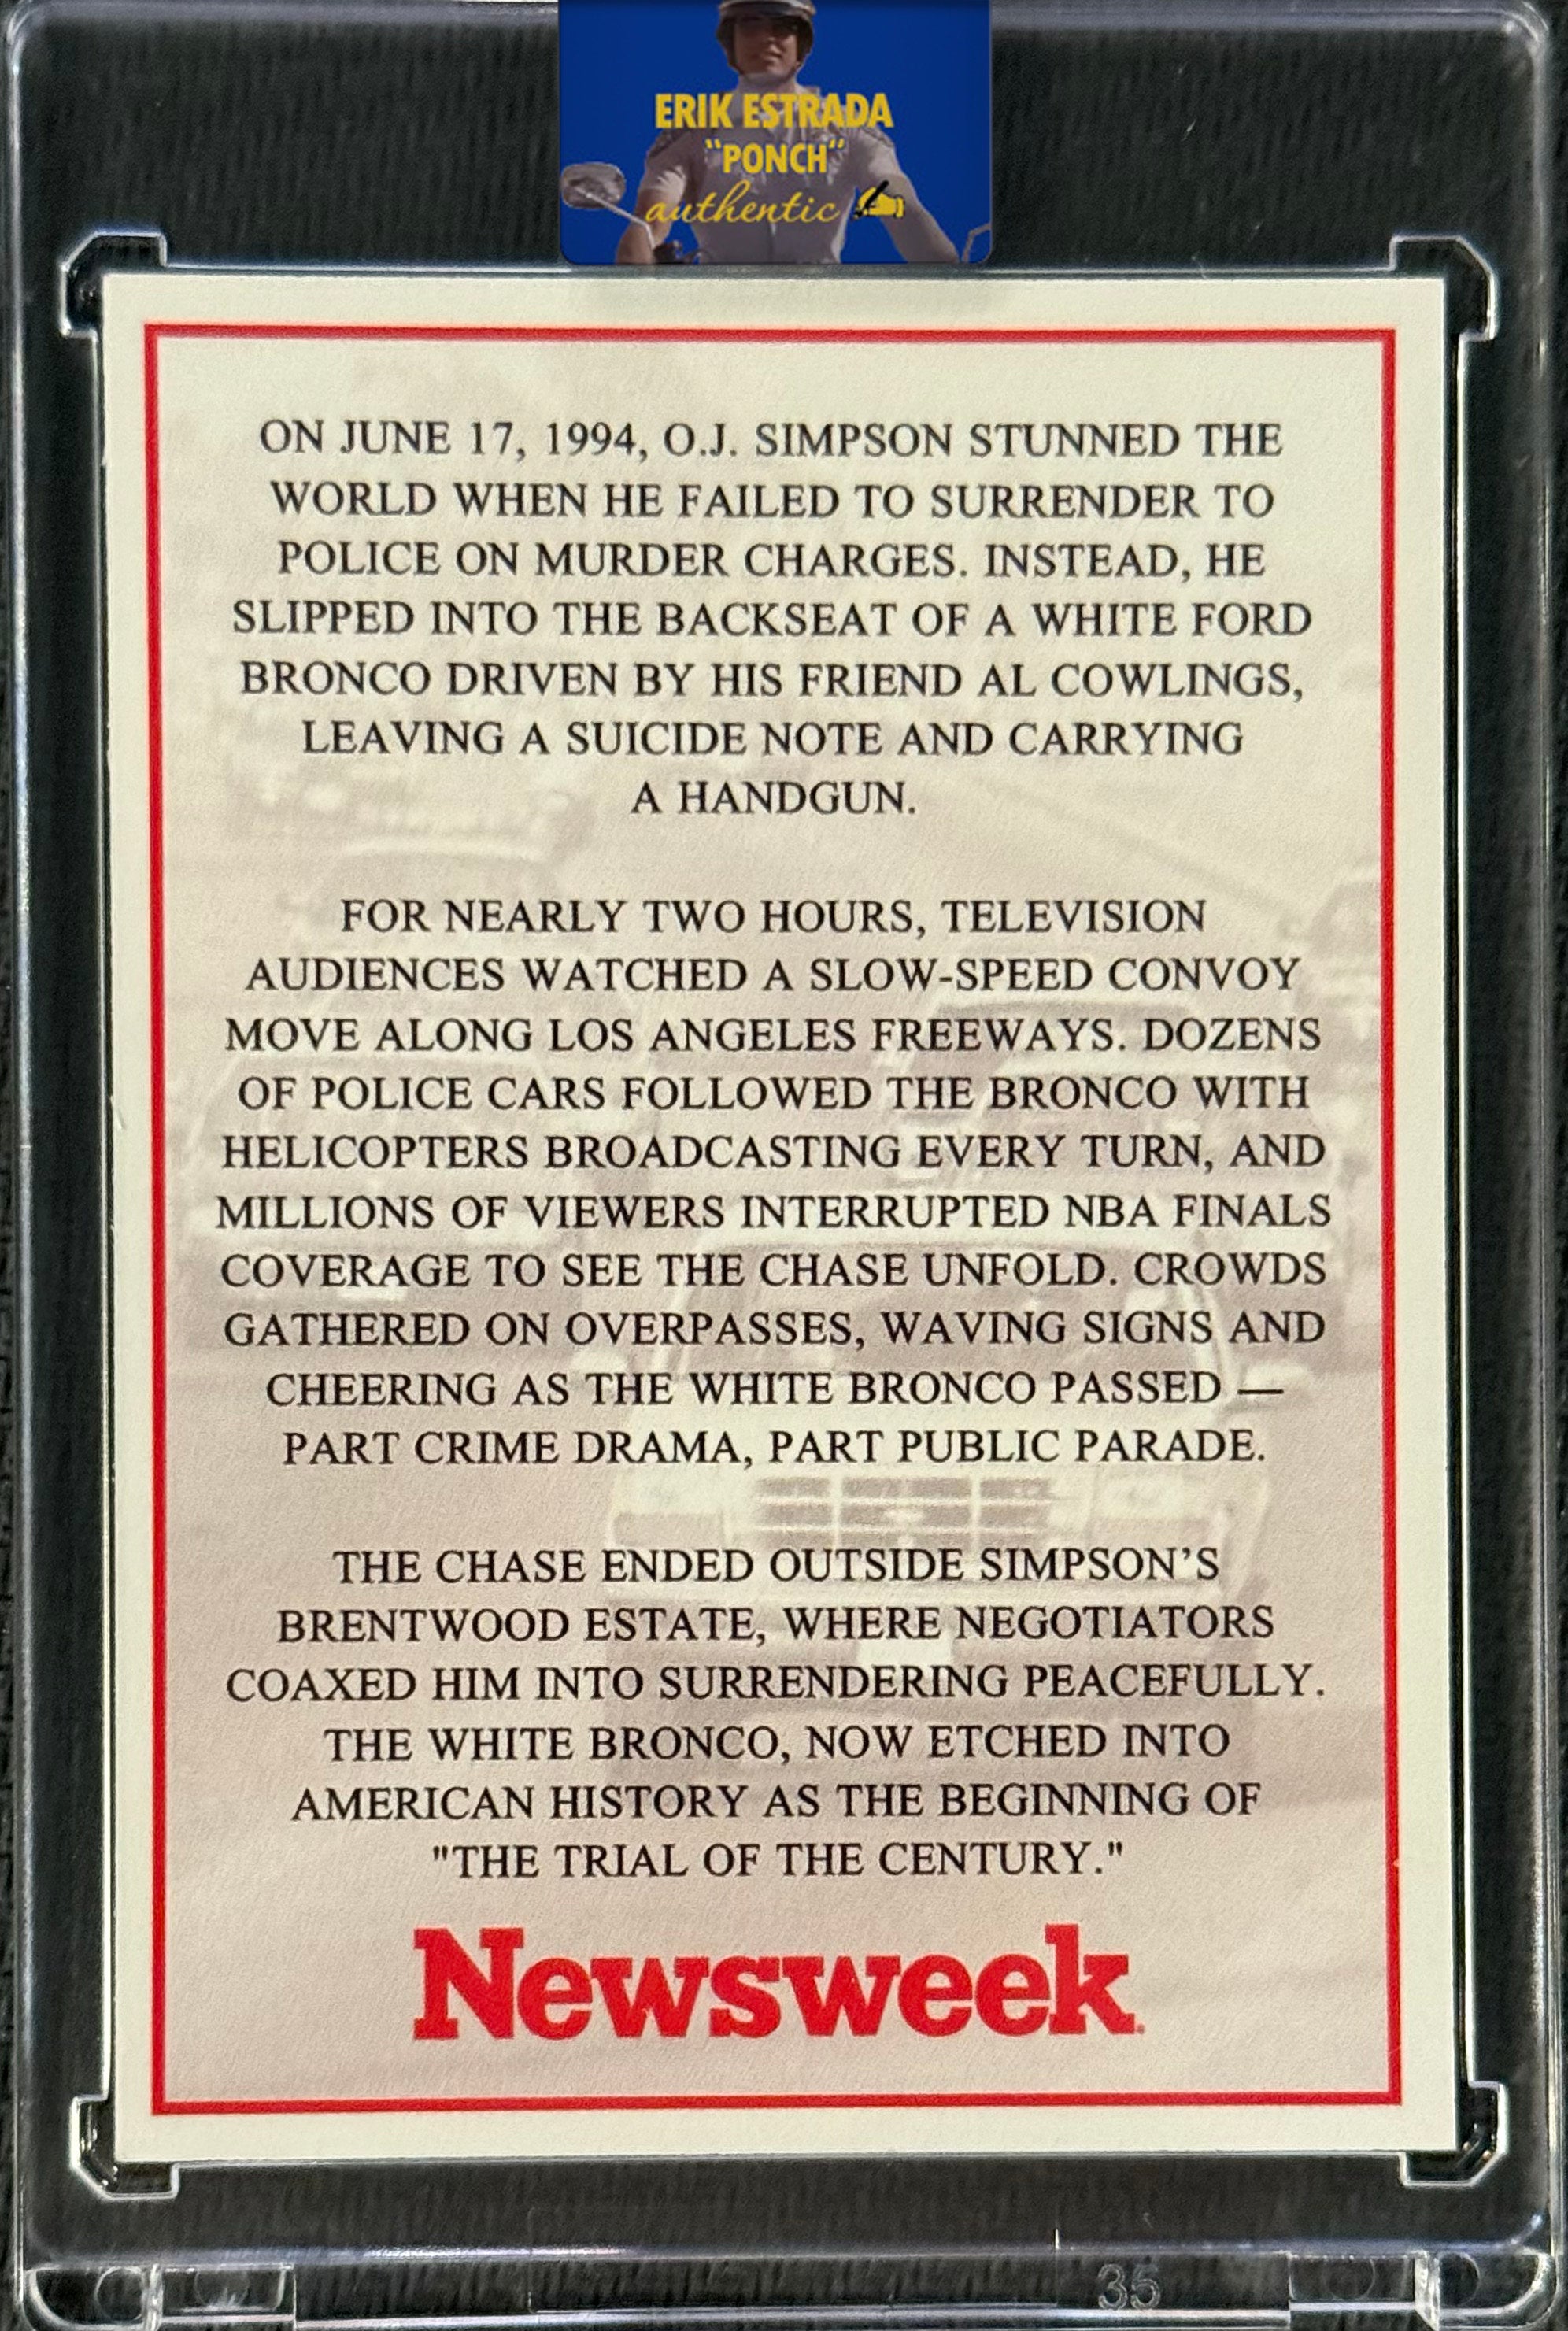 ERIK ESTRADA
"PONCH"
authentic
ON JUNE 17, 1994, O.J. SIMPSON STUNNED THE
WORLD WHEN HE FAILED TO SURRENDER TO
POLICE ON MURDER CHARGES. INSTEAD, HE
SLIPPED INTO THE BACKSEAT OF A WHITE FORD
BRONCO DRIVEN BY HIS FRIEND AL COWLINGS,
LEAVING A SUICIDE NOTE AND CARRYING
A HANDGUN.
FOR NEARLY TWO HOURS, TELEVISION
AUDIENCES WATCHED A SLOW-SPEED CONVOY
MOVE ALONG LOS ANGELES FREEWAYS. DOZENS
OF POLICE CARS FOLLOWED THE BRONCO WITH
HELICOPTERS BROADCASTING EVERY TURN, AND
MILLIONS OF VIEWERS INTERRUPTED NBA FINALS
COVERAGE TO SEE THE CHASE UNFOLD. CROWDS
GATHERED ON OVERPASSES, WAVING SIGNS AND
CHEERING AS THE WHITE BRONCO PASSED —
PART CRIME DRAMA, PART PUBLIC PARADE.
THE CHASE ENDED OUTSIDE SIMPSON’S
BRENTWOOD ESTATE, WHERE NEGOTIATORS
COAXED HIM INTO SURRENDERING PEACEFULLY.
THE WHITE BRONCO, NOW ETCHED INTO
AMERICAN HISTORY AS THE BEGINNING OF
"THE TRIAL OF THE CENTURY."
Newsweek
35